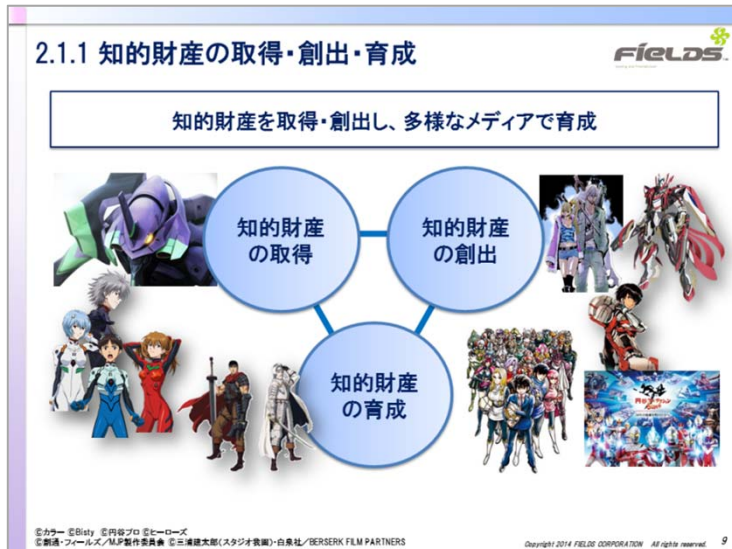 2.1.1 知的財産の取得・創出・育成
FIELDS
知的財産を取得・創出し、多様なメディアで育成
知的財産
の取得
知的財産
の創出
知的財産
の育成
©カラー ©Bisty ©円谷プロ ©ヒーローズ
©創通・フィールズ／MJP製作委員会 ©三浦建太郎(スタジオ我画)・白泉社／BERSERK FILM PARTNERS
Copyright 2014 FIELDS CORPORATION All rights reserved.
9